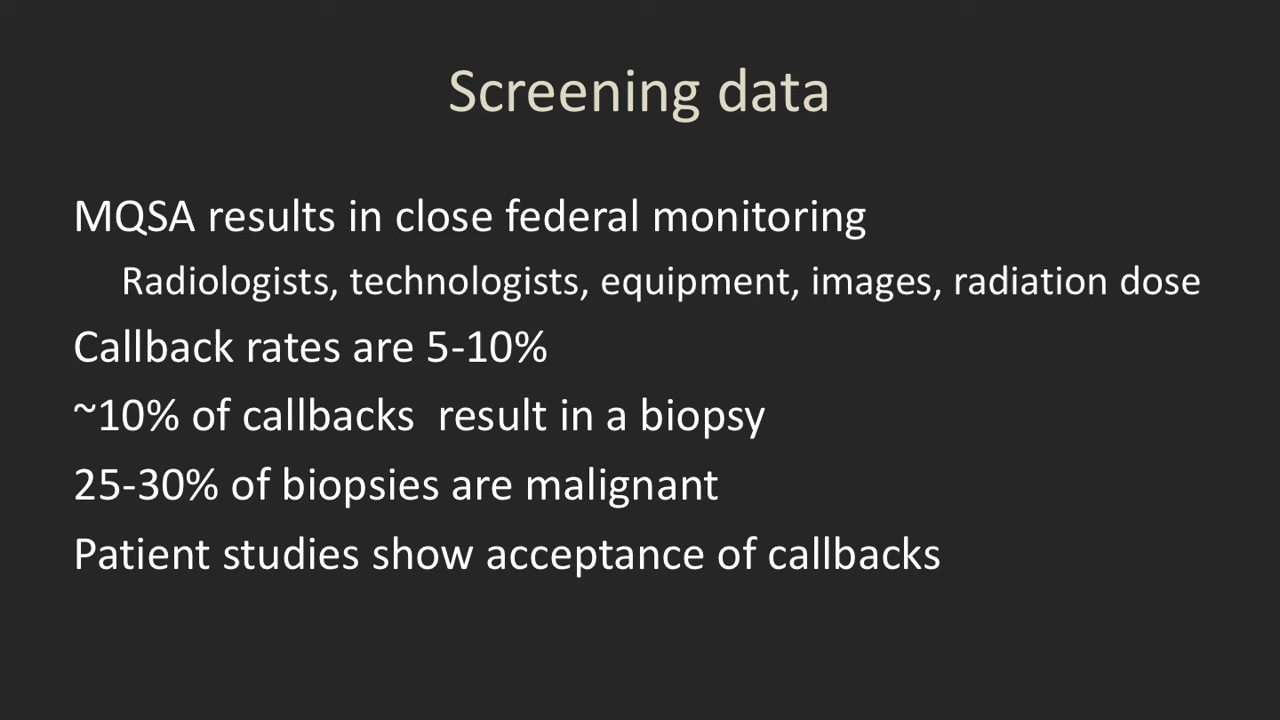 Screening data
MQSA results in close federal monitoring
Radiologists, technologists, equipment, images, radiation dose
Callback rates are 5-10%
~10% of callbacks  result in a biopsy
25-30% of biopsies are malignant
Patient studies show acceptance of callbacks